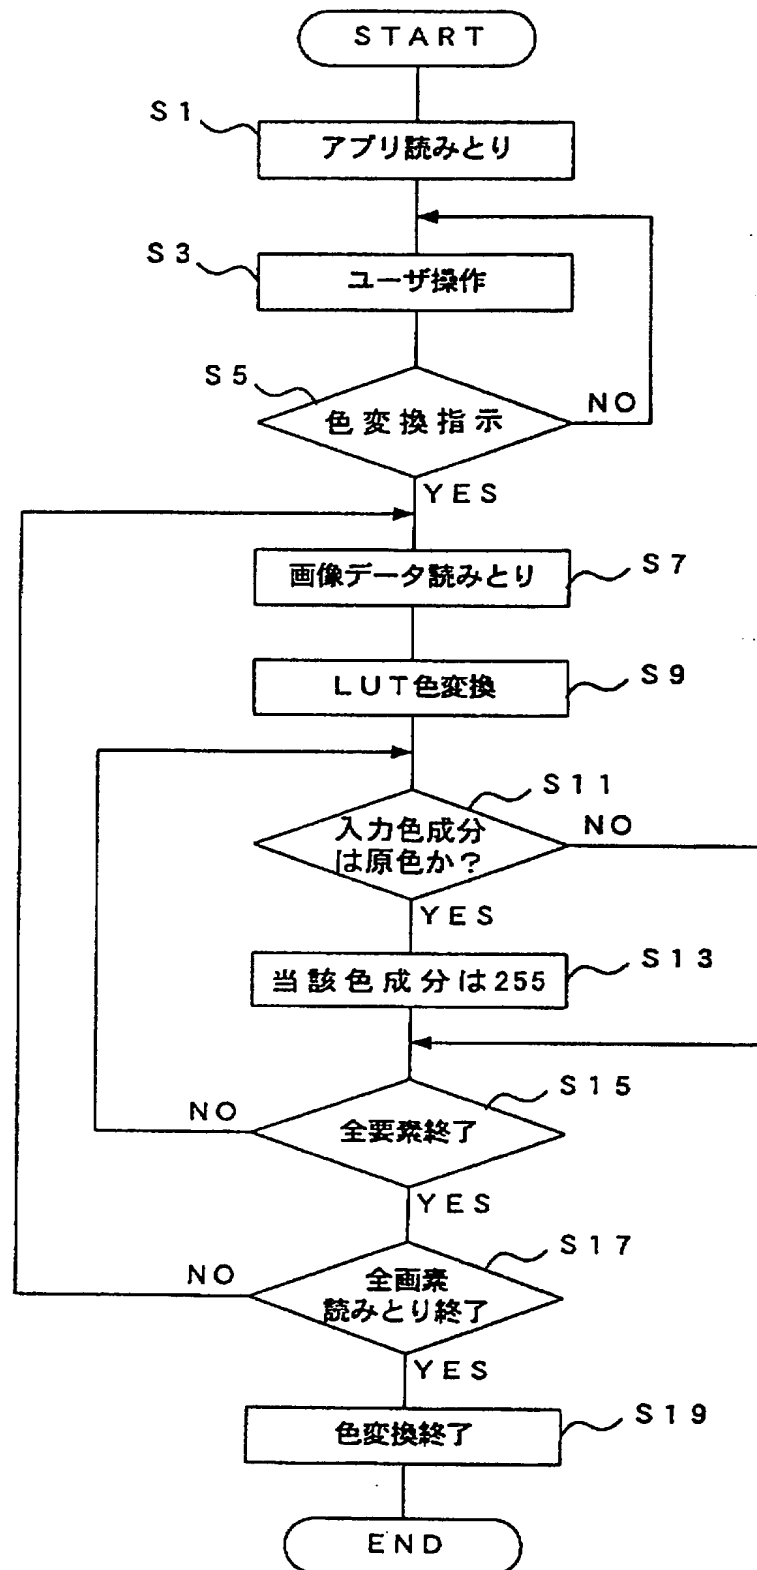 START
S1
アプリ読みとり
S3
ユーザ操作
S5
色変換指示
NO
YES
画像データ読みとり
S7
LUT色変換
S9
S11
入力色成分
は原色か?
NO
YES
当該色成分は255
S13
S15
NO
全要素終了
YES
S17
NO
全画素
読みとり終了
YES
色変換終了
S19
END